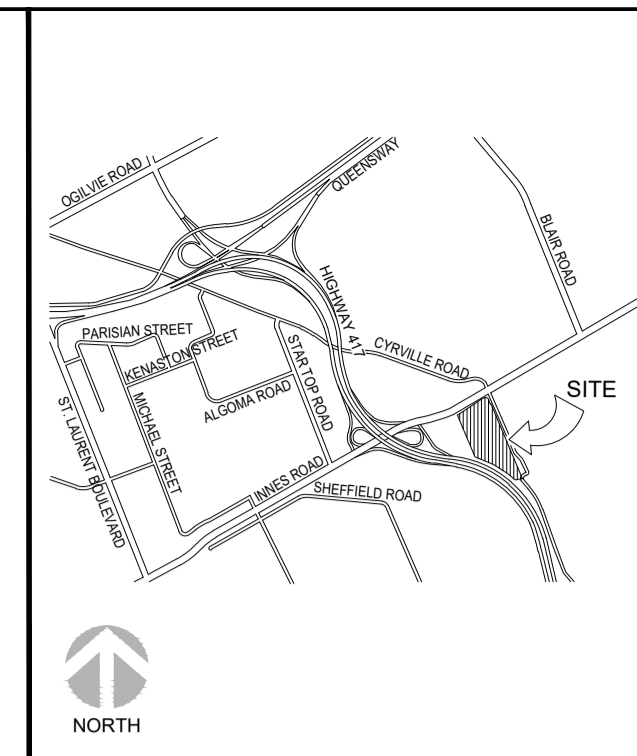 OGILVIE ROAD
QUEENSWAY
BLAIR ROAD
HIGHWAY 417
PARISIAN STREET
KENASTON STREET
CYRVILLE ROAD
STAR TOP ROAD
SITE
ALGOMA ROAD
MICHAEL STREET
ST. LAURENT BOULEVARD
INNES ROAD
SHEFFIELD ROAD
NORTH